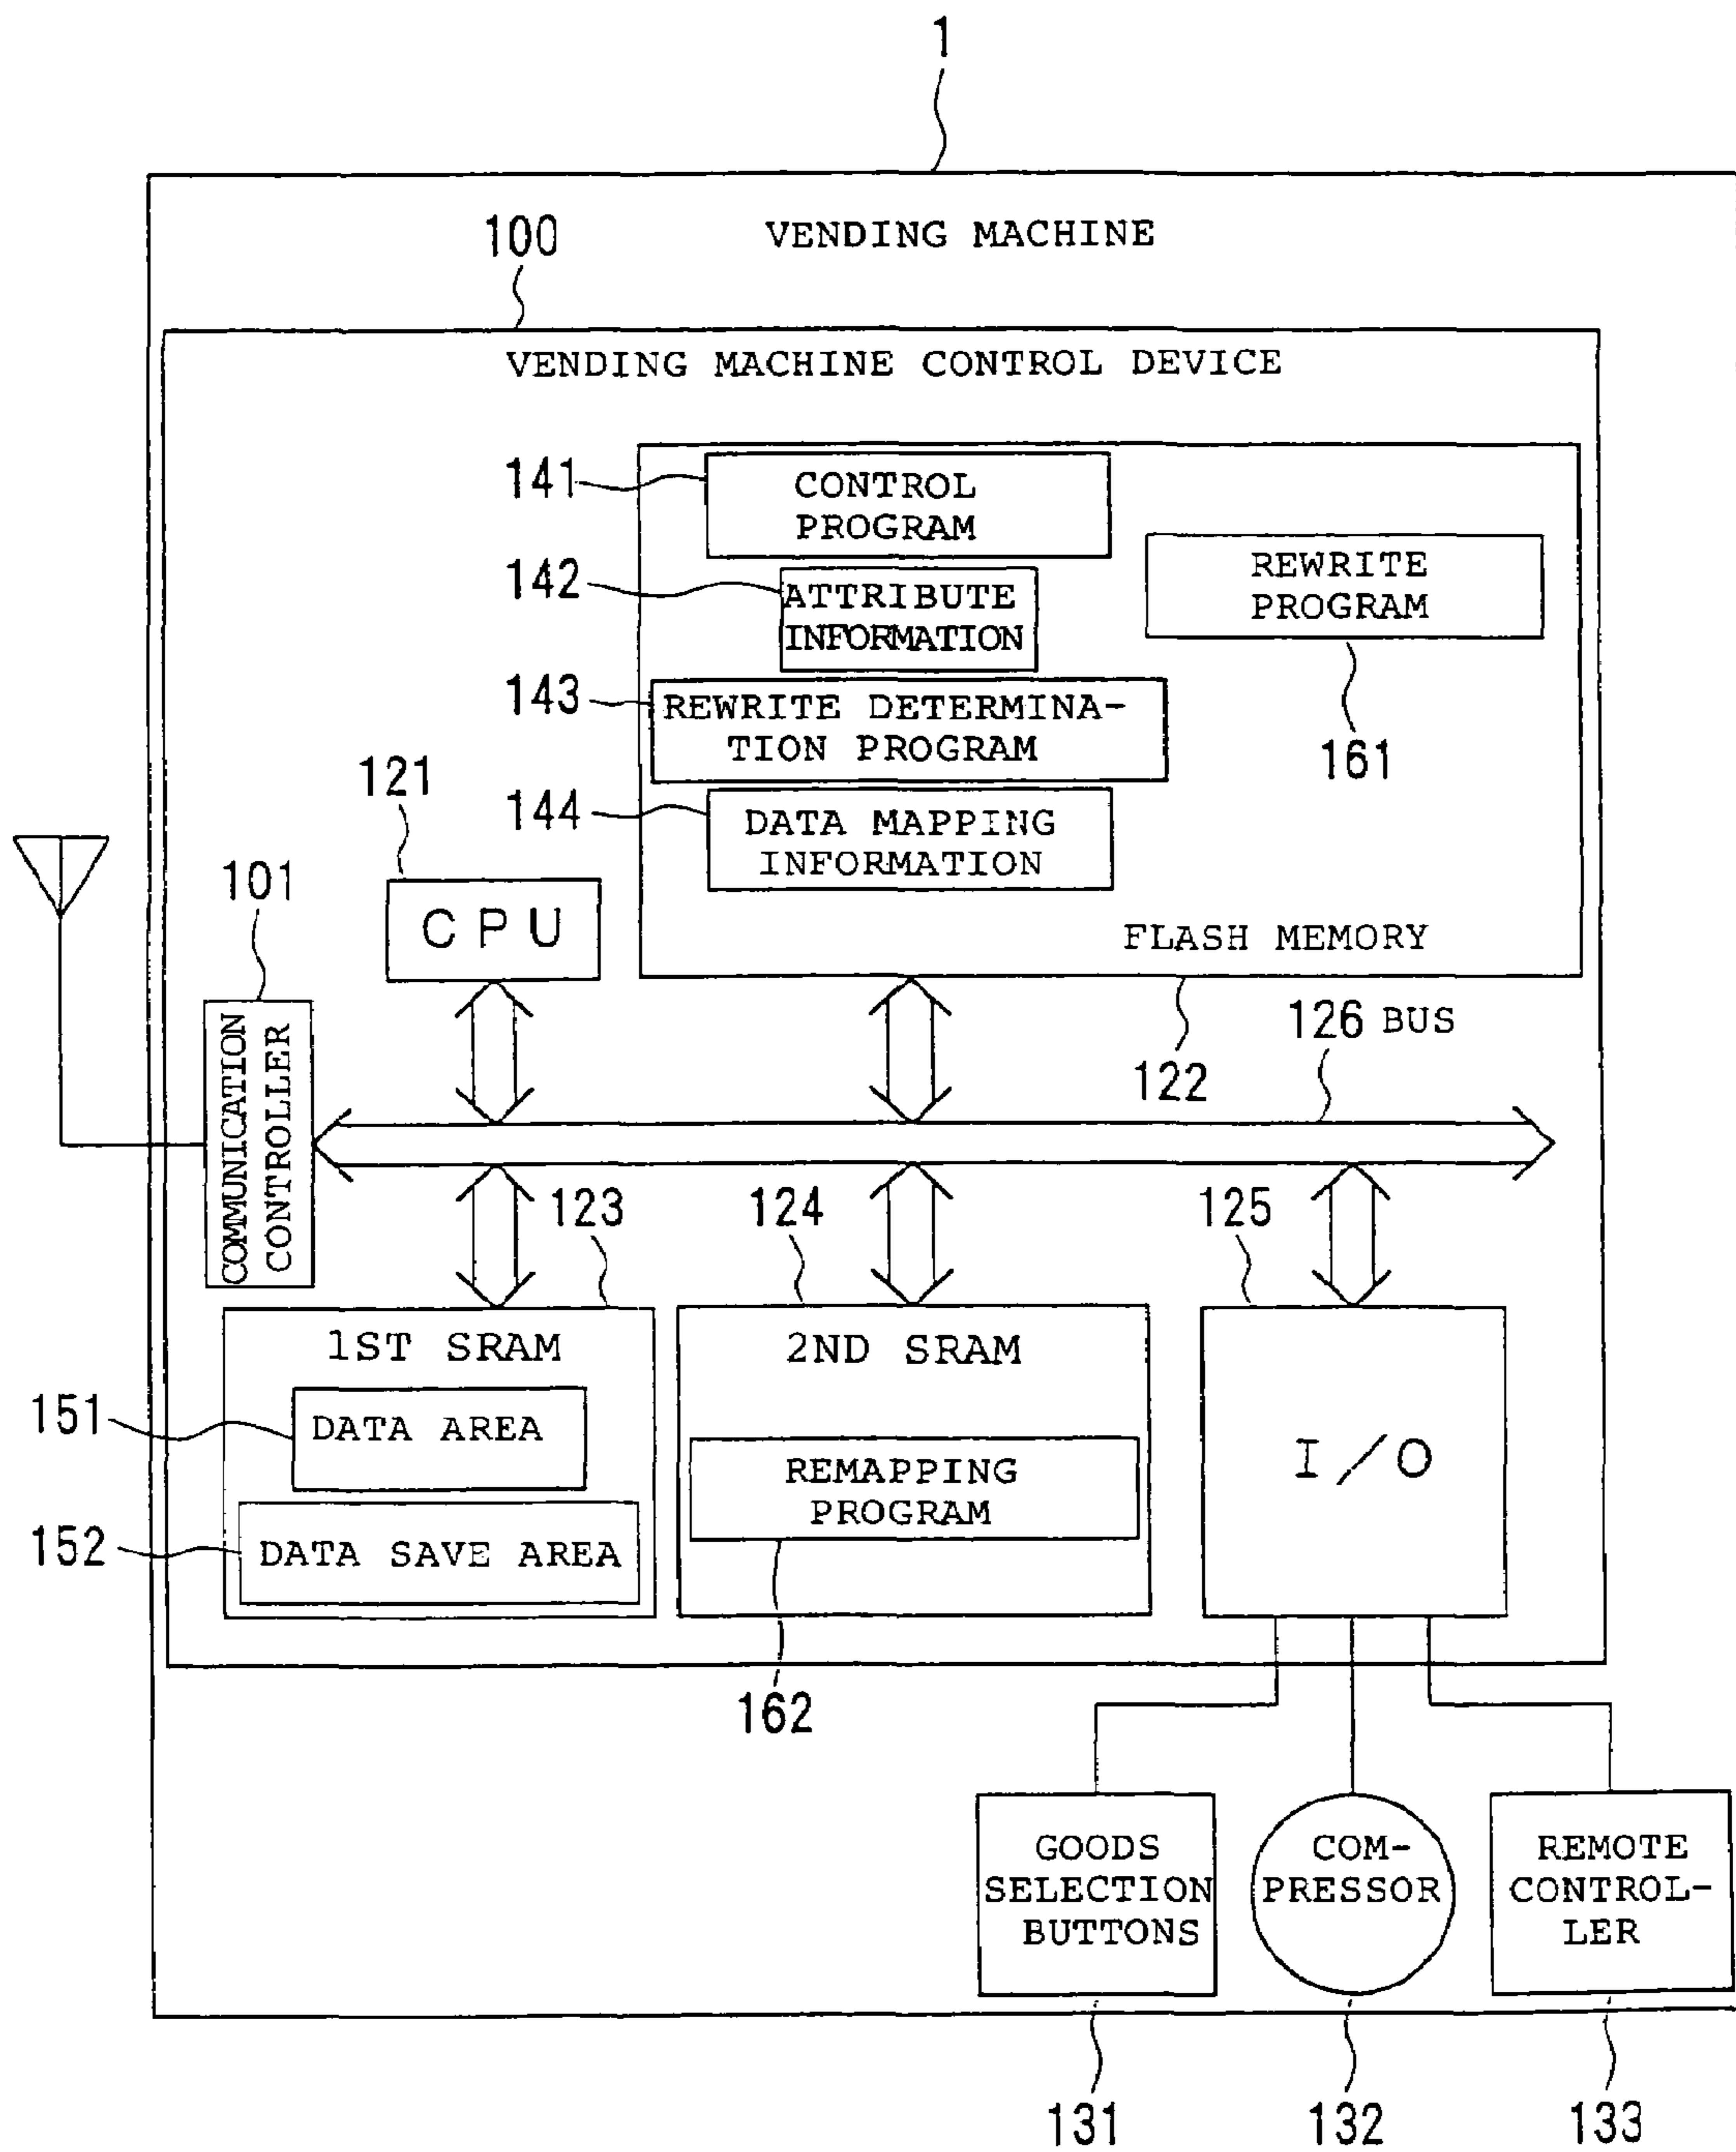 1
VENDING MACHINE
100
VENDING MACHINE CONTROL DEVICE
141
CONTROL
PROGRAM
142
ATTRIBUTE
INFORMATION
REWRITE
PROGRAM
161
143
REWRITE DETERMINA-
TION PROGRAM
144
DATA MAPPING
INFORMATION
FLASH MEMORY
122
121
CPU
101
COMMUNICATION
CONTROLLER
126 BUS
123
1ST SRAM
151
DATA AREA
152
DATA SAVE AREA
124
2ND SRAM
REMAPPING
PROGRAM
162
125
I/O
GOODS
SELECTION
BUTTONS
131
COM-
PRESSOR
132
REMOTE
CONTROL-
LER
133